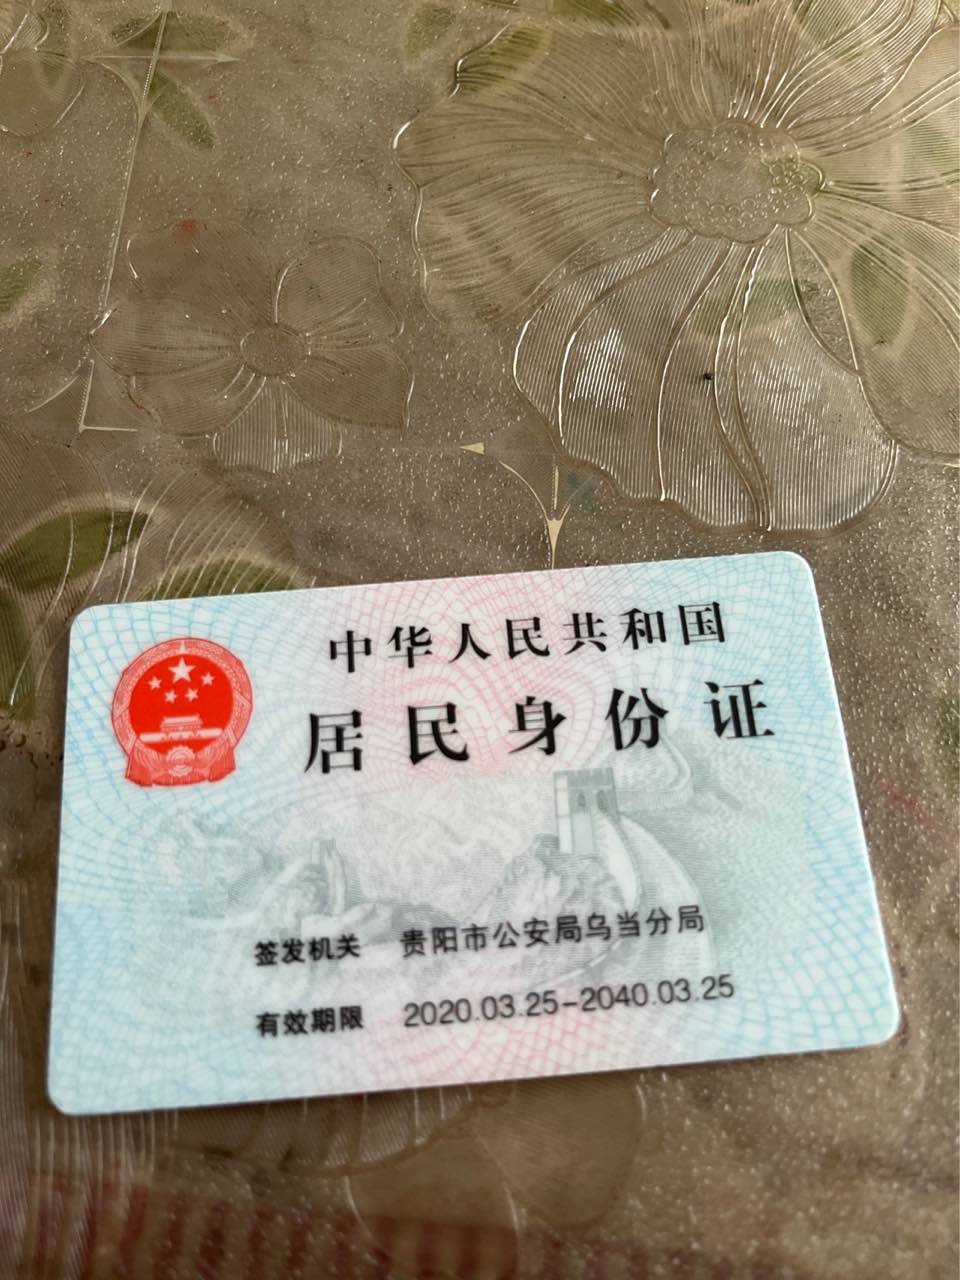 中华人民共和国
居民身份证
签发机关 贵阳市公安局乌当分局
有效期限 2020.03.25-2040.03.25